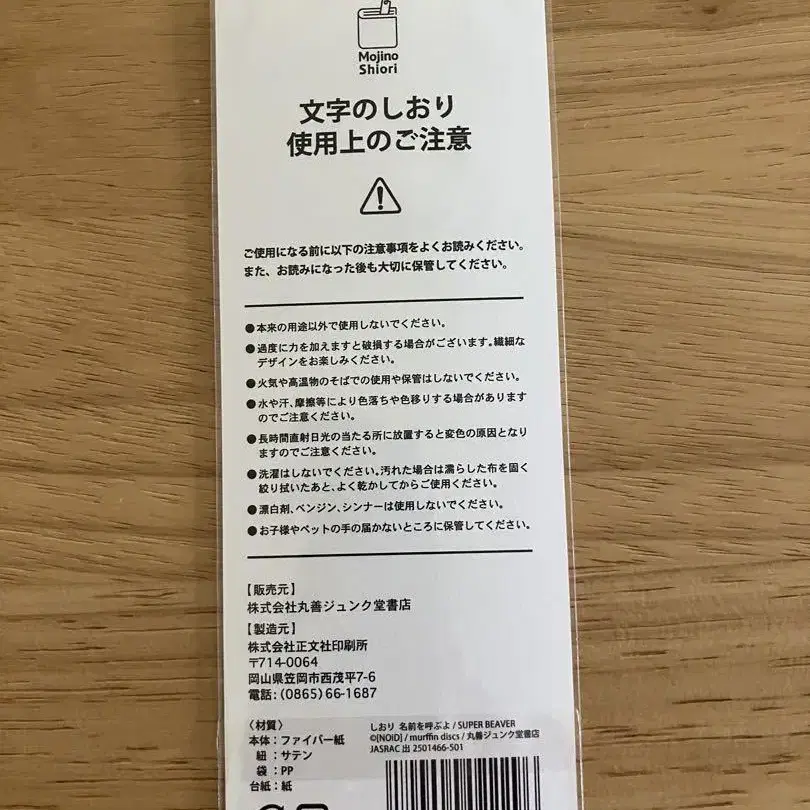 Mojino
Shiori
文字のしおり
使用上のご注意
ご使用になる前に以下の注意事項をよくお読みください。
また、お読みになった後も大切に保管してください。
●本来の用途以外で使用しないでください。
●過度に力を加えますと破損する場合がございます。繊細な
デザインをお楽しみください。
●火気や高温物のそばでの使用や保管はしないでください。
●水や汗、摩擦等により色落ちや色移りする場合があります
のでご注意ください。
●長時間直射日光の当たる所に放置すると変色の原因となり
ますのでご注意ください。
●洗濯はしないでください。汚れた場合は濡らした布を固く
絞り拭いたあと、よく乾かしてからご使用ください。
●漂白剤、ベンジン、シンナーは使用しないでください。
●お子様やペットの手の届かないところに保管してください。
【販売元】
株式会社丸善ジュンク堂書店
【製造元】
株式会社正文社印刷所
〒714-0064
岡山県笠岡市西茂平7-6
電話:(0865)66-1687
〈材質〉
本体:ファイバー紙
紐:サテン
袋:PP
台紙:紙
しおり 名前を呼ぶよ / SUPER BEAVER
©[NOiD] / murffin discs / 丸善ジュンク堂書店
JASRAC 出 2501466-501